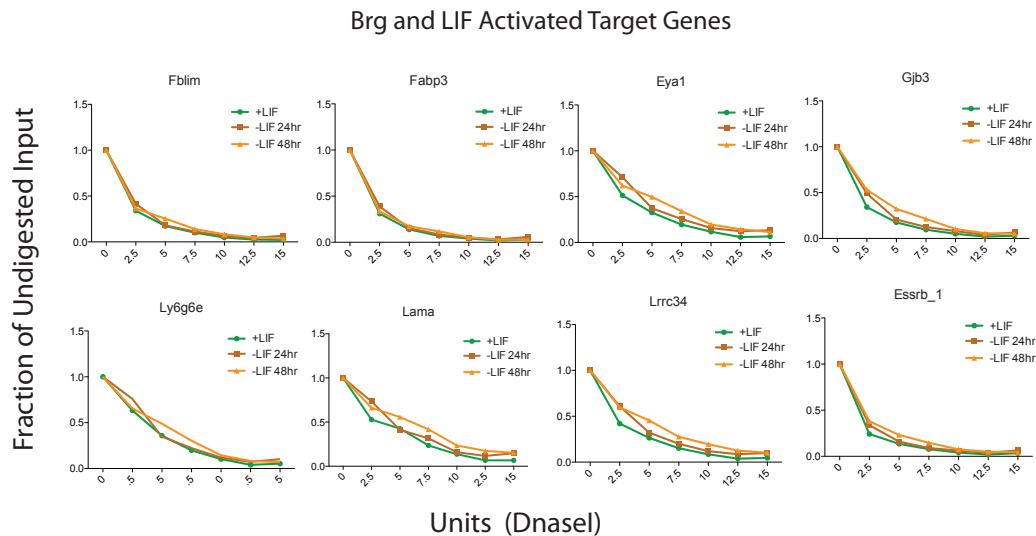 Brg and LIF Activated Target Genes
Fraction of Undigested Input
Fblim
1.5
1.0
0.5
0.0
0 2.5 5 7.5 10 12.5 15
+LIF
-LIF 24hr
-LIF 48hr
Fabp3
1.5
1.0
0.5
0.0
0 2.5 5 7.5 10 12.5 15
+LIF
-LIF 24hr
-LIF 48hr
Eya1
1.5
1.0
0.5
0.0
0 2.5 5 7.5 10 12.5 15
+LIF
-LIF 24hr
-LIF 48hr
Gjb3
1.5
1.0
0.5
0.0
0 2.5 5 7.5 10 12.5 15
+LIF
-LIF 24hr
-LIF 48hr
Ly6g6e
1.5
1.0
0.5
0.0
0 5 5 5 0 5 5
+LIF
-LIF 24hr
-LIF 48hr
Lama
1.5
1.0
0.5
0.0
0 2.5 5 7.5 10 12.5 15
+LIF
-LIF 24hr
-LIF 48hr
Lrrc34
1.5
1.0
0.5
0.0
0 2.5 5 7.5 10 12.5 15
+LIF
-LIF 24hr
-LIF 48hr
Essrb_1
1.5
1.0
0.5
0.0
0 2.5 5 7.5 10 12.5 15
+LIF
-LIF 24hr
-LIF 48hr
Units (DnaseI)